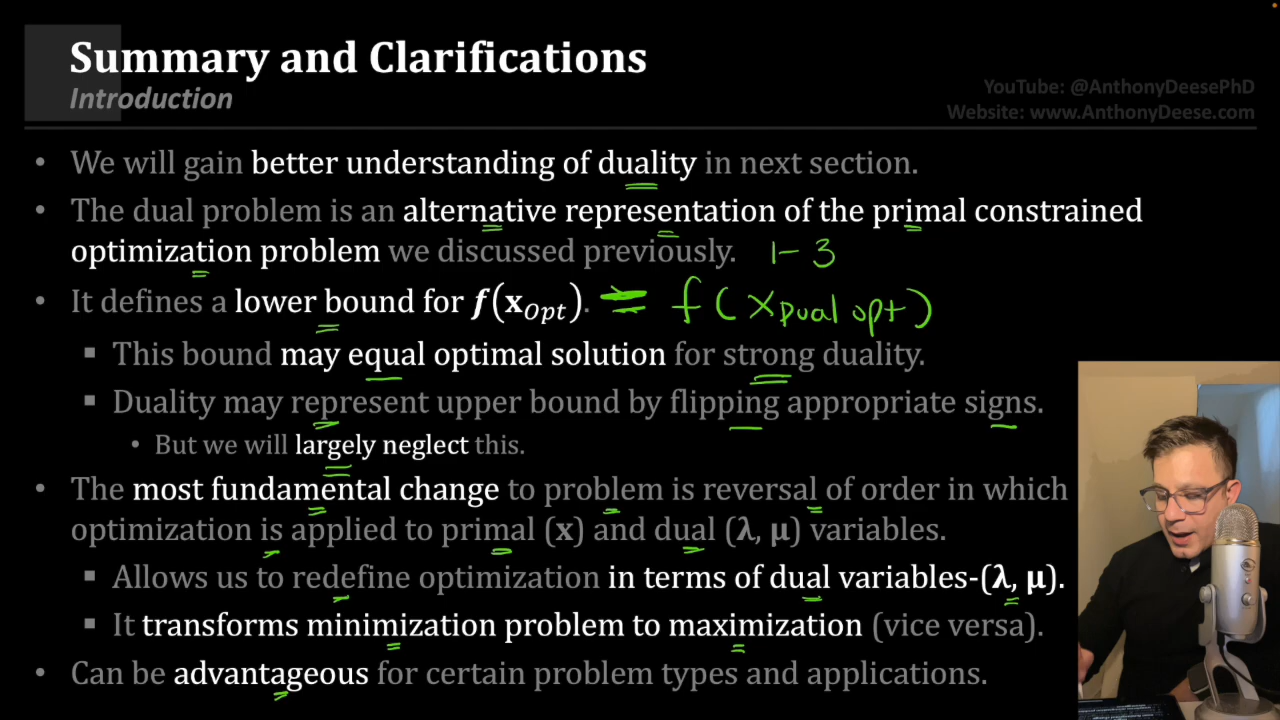 Summary and Clarifications
Introduction
YouTube: @AnthonyDeesePhD
Website: www.AnthonyDeese.com
• We will gain better understanding of duality in next section.
• The dual problem is an alternative representation of the primal constrained
optimization problem we discussed previously. 1-3
• It defines a lower bound for f(x_Opt). = f(x Dual opt)
▪ This bound may equal optimal solution for strong duality.
▪ Duality may represent upper bound by flipping appropriate signs.
• But we will largely neglect this.
• The most fundamental change to problem is reversal of order in which
optimization is applied to primal (x) and dual (λ, μ) variables.
▪ Allows us to redefine optimization in terms of dual variables-(λ, μ).
▪ It transforms minimization problem to maximization (vice versa).
• Can be advantageous for certain problem types and applications.